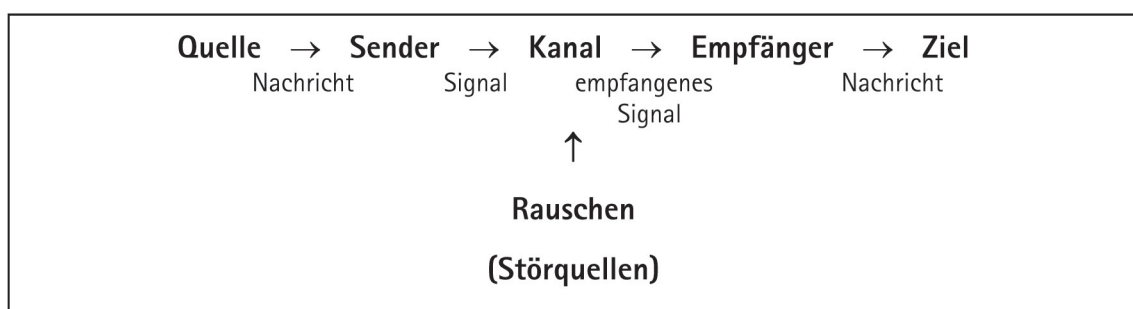 Quelle → Sender → Kanal → Empfänger → Ziel
Nachricht Signal empfangenes Nachricht
Signal
↑
Rauschen
(Störquellen)